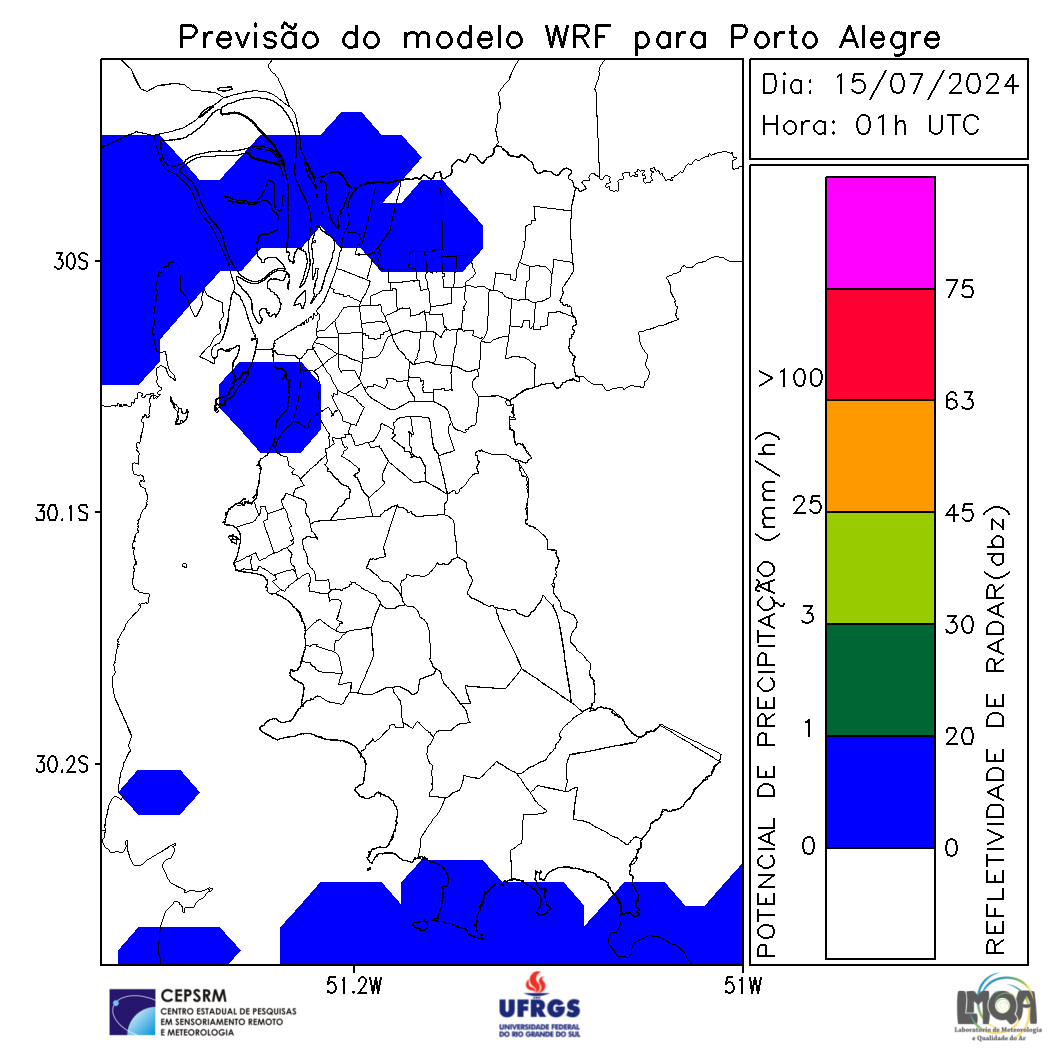 Previsão do modelo WRF para Porto Alegre
Dia: 15/07/2024
Hora: 01h UTC
30S
30.1S
30.2S
51.2W
51W
POTENCIAL DE PRECIPITAÇÃO (mm/h)
>100
25
3
1
0
75
63
45
30
20
0
REFLETIVIDADE DE RADAR(dbz)
CEPSRM
CENTRO ESTADUAL DE PESQUISAS
EM SENSORIAMENTO REMOTO
E METEOROLOGIA
UFRGS
UNIVERSIDADE FEDERAL
DO RIO GRANDE DO SUL
LMQA
Laboratório de Meteorologia
e Qualidade do Ar